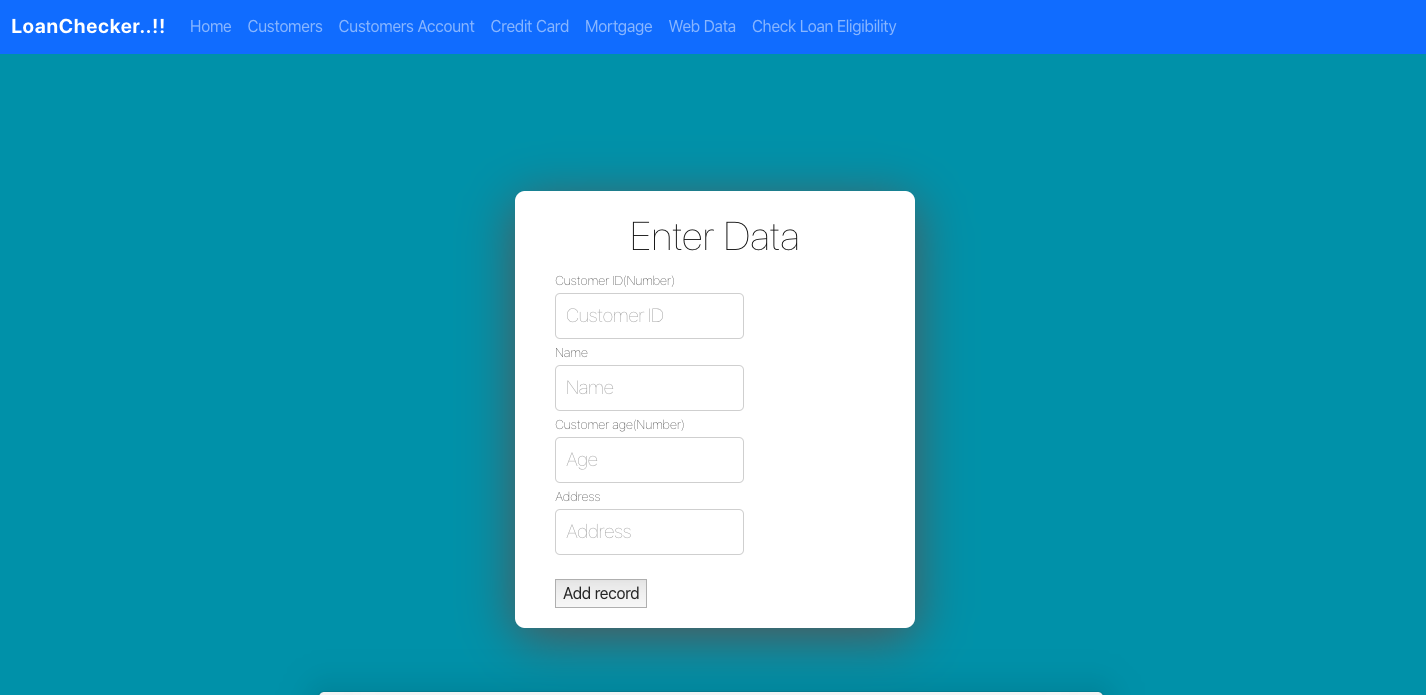 LoanChecker..!! Home Customers Customers Account Credit Card Mortgage Web Data Check Loan Eligibility
Enter Data
Customer ID(Number)
Customer ID
Name
Name
Customer age(Number)
Age
Address
Address
Add record